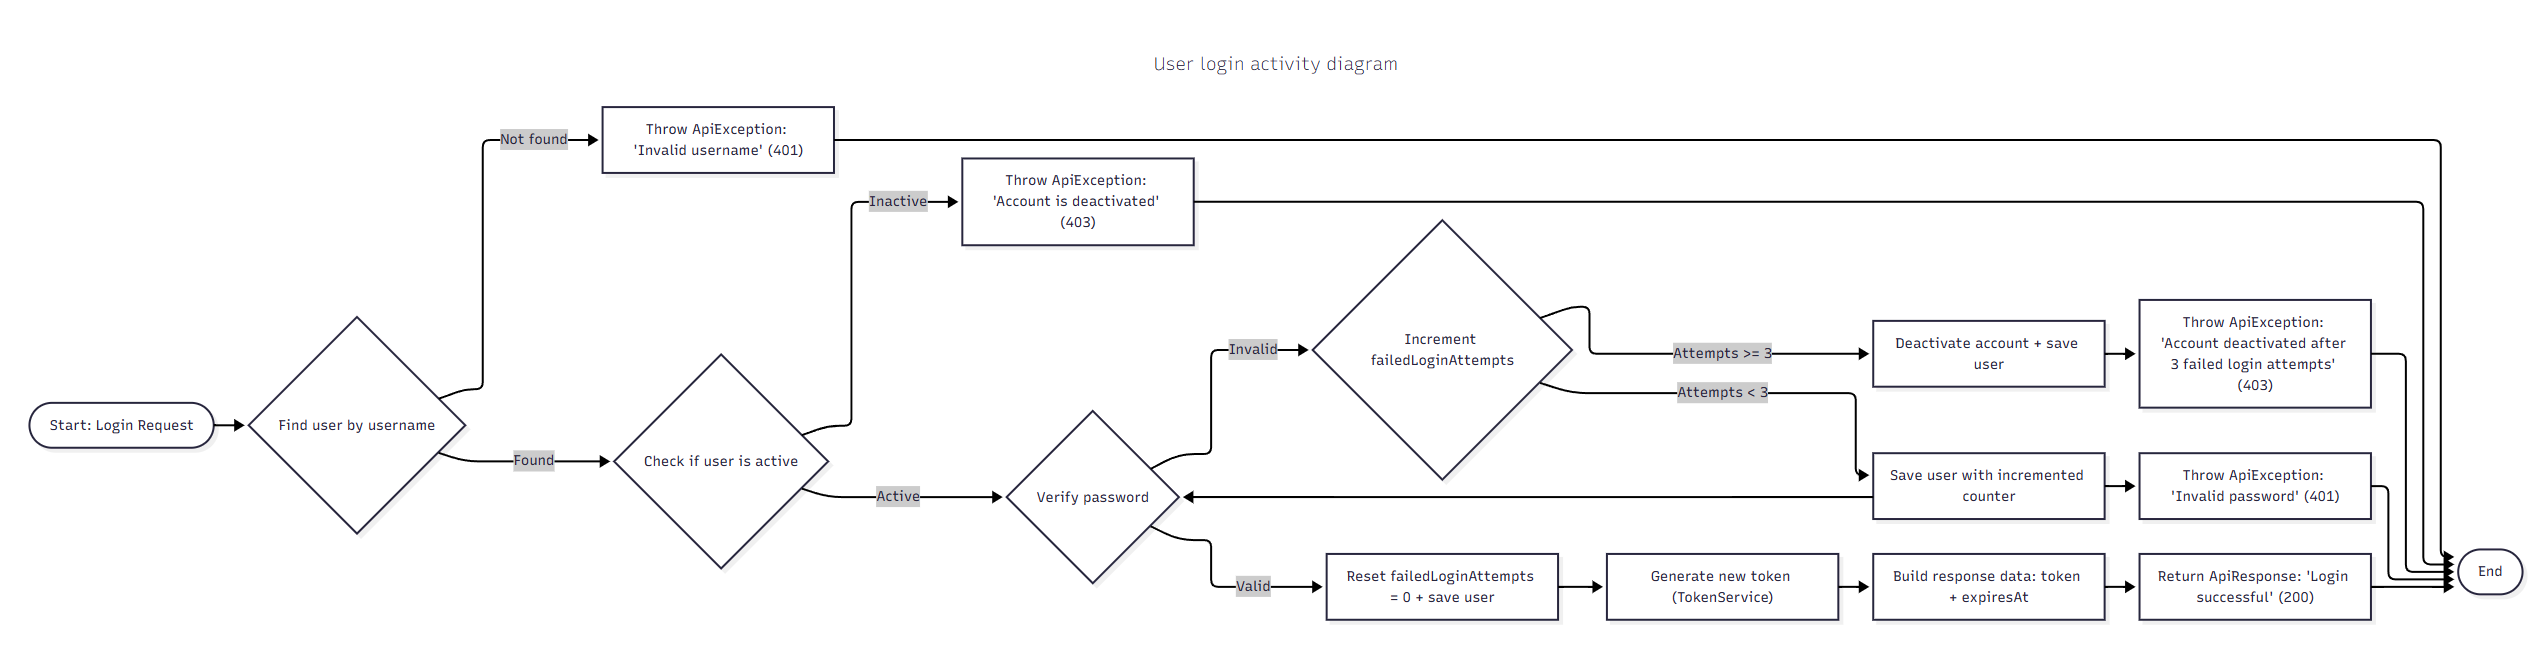 User login activity diagram
Not found
Throw ApiException:
'Invalid username' (401)
Inactive
Throw ApiException:
'Account is deactivated'
(403)
Start: Login Request
Find user by username
Found
Check if user is active
Active
Verify password
Invalid
Increment
failedLoginAttempts
Attempts >= 3
Deactivate account + save
user
Throw ApiException:
'Account deactivated after
3 failed login attempts'
(403)
Attempts < 3
Save user with incremented
counter
Throw ApiException:
'Invalid password' (401)
Valid
Reset failedLoginAttempts
= 0 + save user
Generate new token
(TokenService)
Build response data: token
+ expiresAt
Return ApiResponse: 'Login
successful' (200)
End